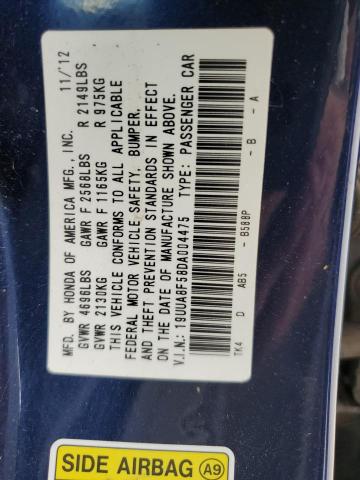 MFD. BY HONDA OF AMERICA MFG., INC. 11/'12
GVWR 4696LBS GAWR F 2568LBS R 2149LBS
GVWR 2130KG GAWR F 1165KG R 975KG
THIS VEHICLE CONFORMS TO ALL APPLICABLE
FEDERAL MOTOR VEHICLE SAFETY, BUMPER,
AND THEFT PREVENTION STANDARDS IN EFFECT
ON THE DATE OF MANUFACTURE SHOWN ABOVE.
V.I.N.: 19UUA8F58DA004475 TYPE: PASSENGER CAR
TK4 D AB5 - B588P - B - A
SIDE AIRBAG A9